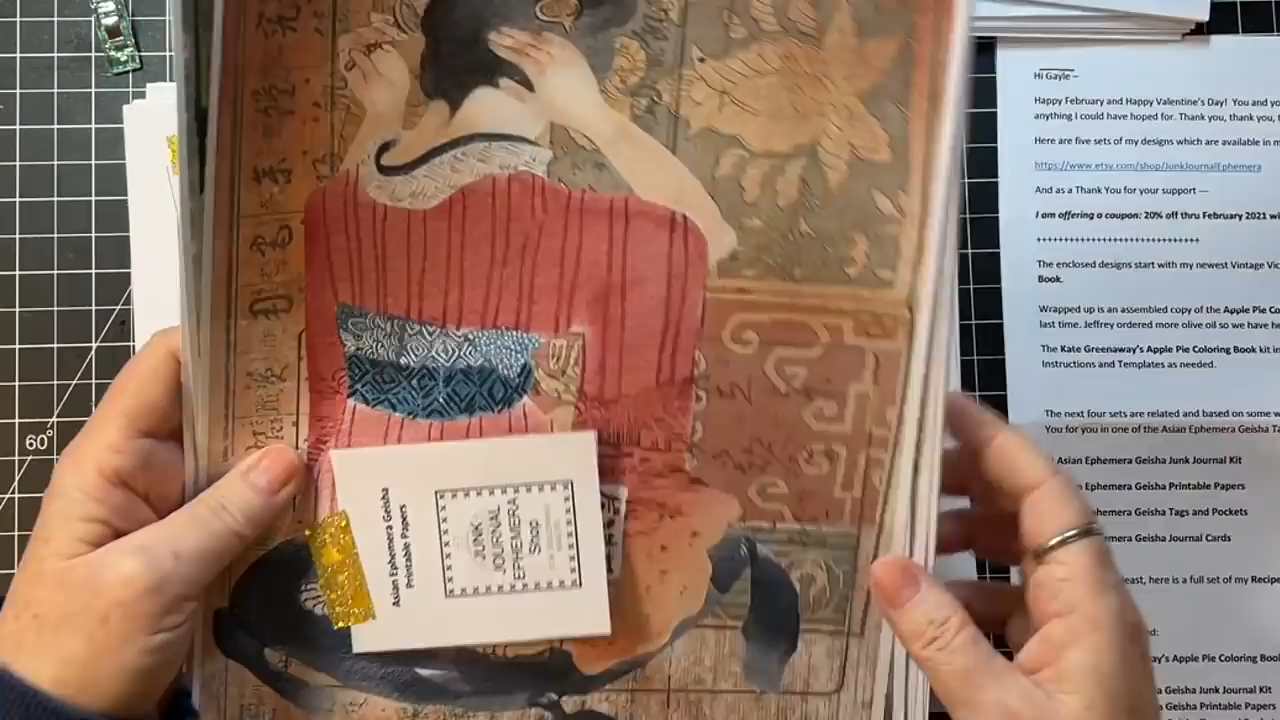 Hi Gayle –
Happy February and Happy Valentine's Day! You and yo
anything I could have hoped for. Thank you, thank you, t
Here are five sets of my designs which are available in m
https://www.etsy.com/shop/JunkJournalEphemera
And as a Thank You for your support —
I am offering a coupon: 20% off thru February 2021 wi
++++++++++++++++++++++++++++
The enclosed designs start with my newest Vintage Vic
Book.
Wrapped up is an assembled copy of the Apple Pie Co
last time. Jeffrey ordered more olive oil so we have h
The Kate Greenaway's Apple Pie Coloring Book kit in
Instructions and Templates as needed.
The next four sets are related and based on some v
You for you in one of the Asian Ephemera Geisha Ta
Asian Ephemera Geisha Junk Journal Kit
Ephemera Geisha Printable Papers
hemera Geisha Tags and Pockets
emera Geisha Journal Cards
least, here is a full set of my Recip
ed:
ay's Apple Pie Coloring Boo
a Geisha Junk Journal Kit
a Geisha Printable Papers
Asian Ephemera Geisha
Printable Papers
JUNK
JOURNAL
EPHEMERA
Shop
60°